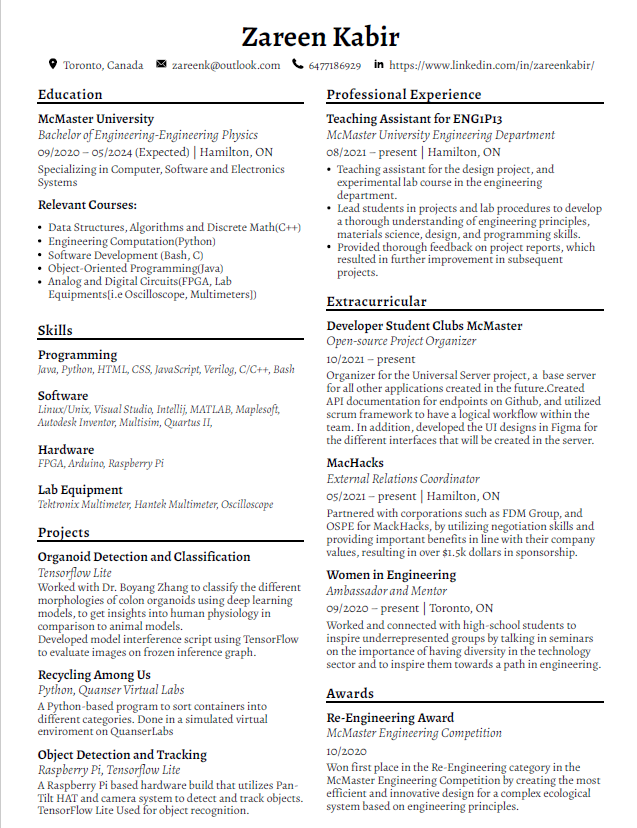 Zareen Kabir
Toronto, Canada zareenk@outlook.com 6477186929 https://www.linkedin.com/in/zareenkabir/
Education
McMaster University
Bachelor of Engineering-Engineering Physics
09/2020 – 05/2024 (Expected) | Hamilton, ON
Specializing in Computer, Software and Electronics
Systems
Relevant Courses:
• Data Structures, Algorithms and Discrete Math(C++)
• Engineering Computation(Python)
• Software Development (Bash, C)
• Object-Oriented Programming(Java)
• Analog and Digital Circuits(FPGA, Lab
Equipments[i.e Oscilloscope, Multimeters])
Skills
Programming
Java, Python, HTML, CSS, JavaScript, Verilog, C/C++, Bash
Software
Linux/Unix, Visual Studio, Intellij, MATLAB, Maplesoft,
Autodesk Inventor, Multisim, Quartus II,
Hardware
FPGA, Arduino, Raspberry Pi
Lab Equipment
Tektronix Multimeter, Hantek Multimeter, Oscilloscope
Projects
Organoid Detection and Classification
Tensorflow Lite
Worked with Dr. Boyang Zhang to classify the different
morphologies of colon organoids using deep learning
models, to get insights into human physiology in
comparison to animal models.
Developed model interference script using TensorFlow
to evaluate images on frozen inference graph.
Recycling Among Us
Python, Quanser Virtual Labs
A Python-based program to sort containers into
different categories. Done in a simulated virtual
enviroment on QuanserLabs
Object Detection and Tracking
Raspberry Pi, Tensorflow Lite
A Raspberry Pi based hardware build that utilizes Pan-
Tilt HAT and camera system to detect and track objects.
TensorFlow Lite Used for object recognition.
Professional Experience
Teaching Assistant for ENG1P13
McMaster University Engineering Department
08/2021 – present | Hamilton, ON
• Teaching assistant for the design project, and
experimental lab course in the engineering
department.
• Lead students in projects and lab procedures to develop
a thorough understanding of engineering principles,
materials science, design, and programming skills.
• Provided thorough feedback on project reports, which
resulted in further improvement in subsequent
projects.
Extracurricular
Developer Student Clubs McMaster
Open-source Project Organizer
10/2021 – present
Organizer for the Universal Server project, a base server
for all other applications created in the future.Created
API documentation for endpoints on Github, and utilized
scrum framework to have a logical workflow within the
team. In addition, developed the UI designs in Figma for
the different interfaces that will be created in the server.
MacHacks
External Relations Coordinator
05/2021 – present | Hamilton, ON
Partnered with corporations such as FDM Group, and
OSPE for MackHacks, by utilizing negotiation skills and
providing important benefits in line with their company
values, resulting in over $1.5k dollars in sponsorship.
Women in Engineering
Ambassador and Mentor
09/2020 – present | Toronto, ON
Worked and connected with high-school students to
inspire underrepresented groups by talking in seminars
on the importance of having diversity in the technology
sector and to inspire them towards a path in engineering.
Awards
Re-Engineering Award
McMaster Engineering Competition
10/2020
Won first place in the Re-Engineering category in the
McMaster Engineering Competition by creating the most
efficient and innovative design for a complex ecological
system based on engineering principles.